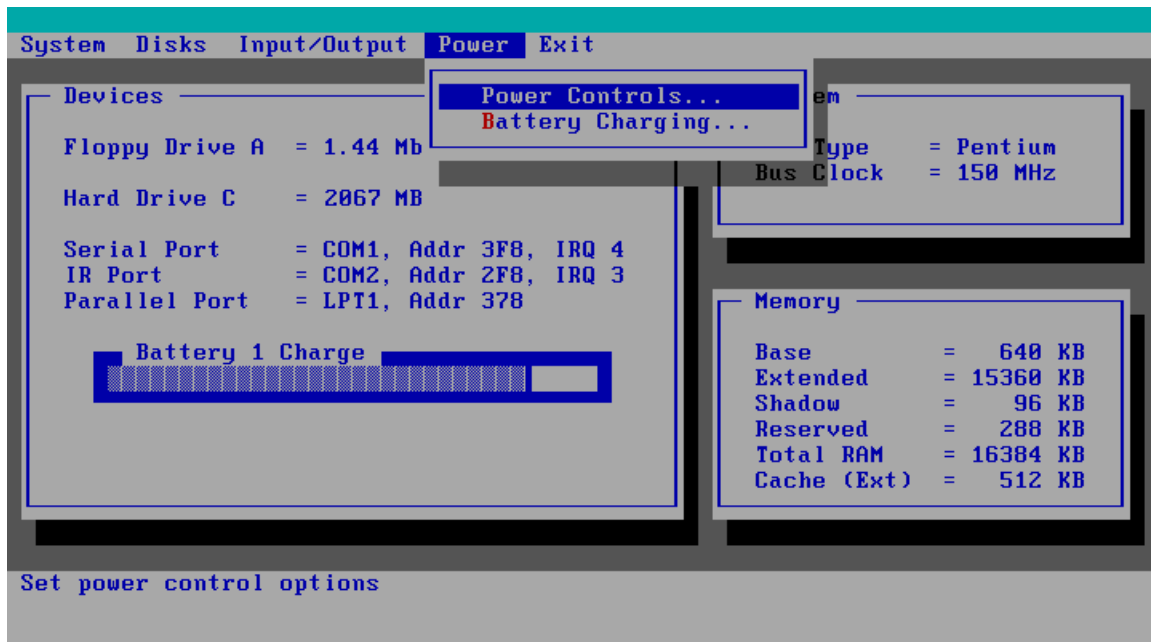 System Disks Input/Output Power Exit
Power Controls...
Battery Charging...
Devices
Floppy Drive A = 1.44 Mb
Hard Drive C = 2067 MB
Serial Port = COM1, Addr 3F8, IRQ 4
IR Port = COM2, Addr 2F8, IRQ 3
Parallel Port = LPT1, Addr 378
Battery 1 Charge
em
Type = Pentium
Bus Clock = 150 MHz
Memory
Base = 640 KB
Extended = 15360 KB
Shadow = 96 KB
Reserved = 288 KB
Total RAM = 16384 KB
Cache (Ext) = 512 KB
Set power control options